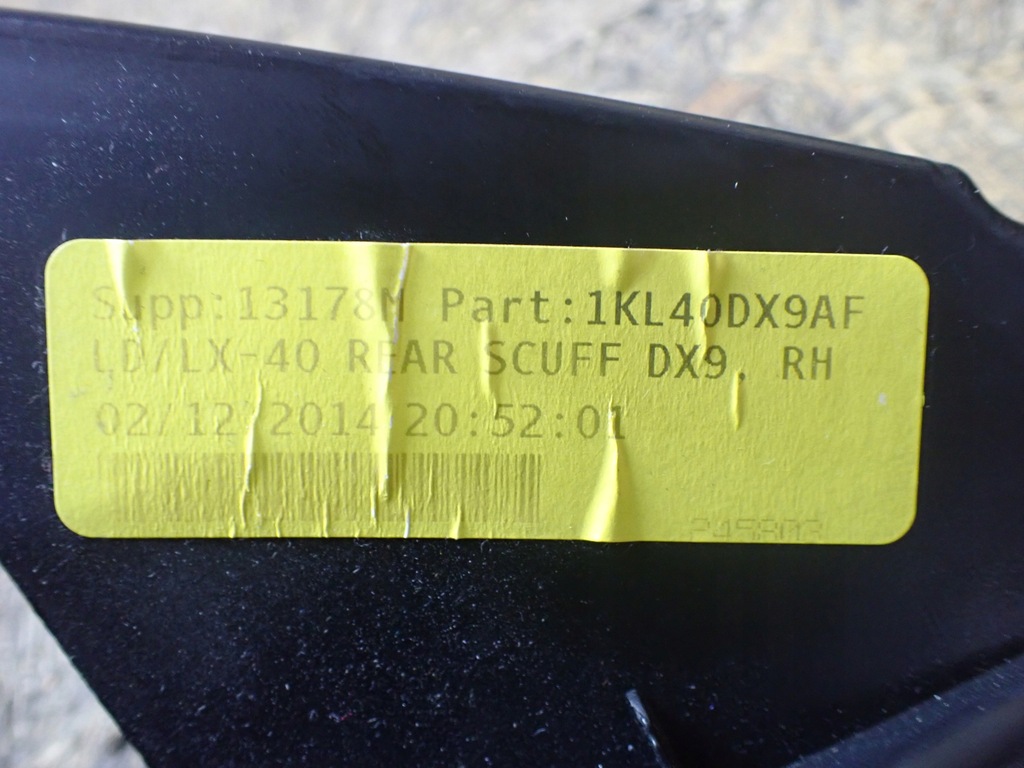 Supp:13178M Part:1KL40DX9AF
LD/LX-40 REAR SCUFF DX9. RH
02/12/2014 20:52:01